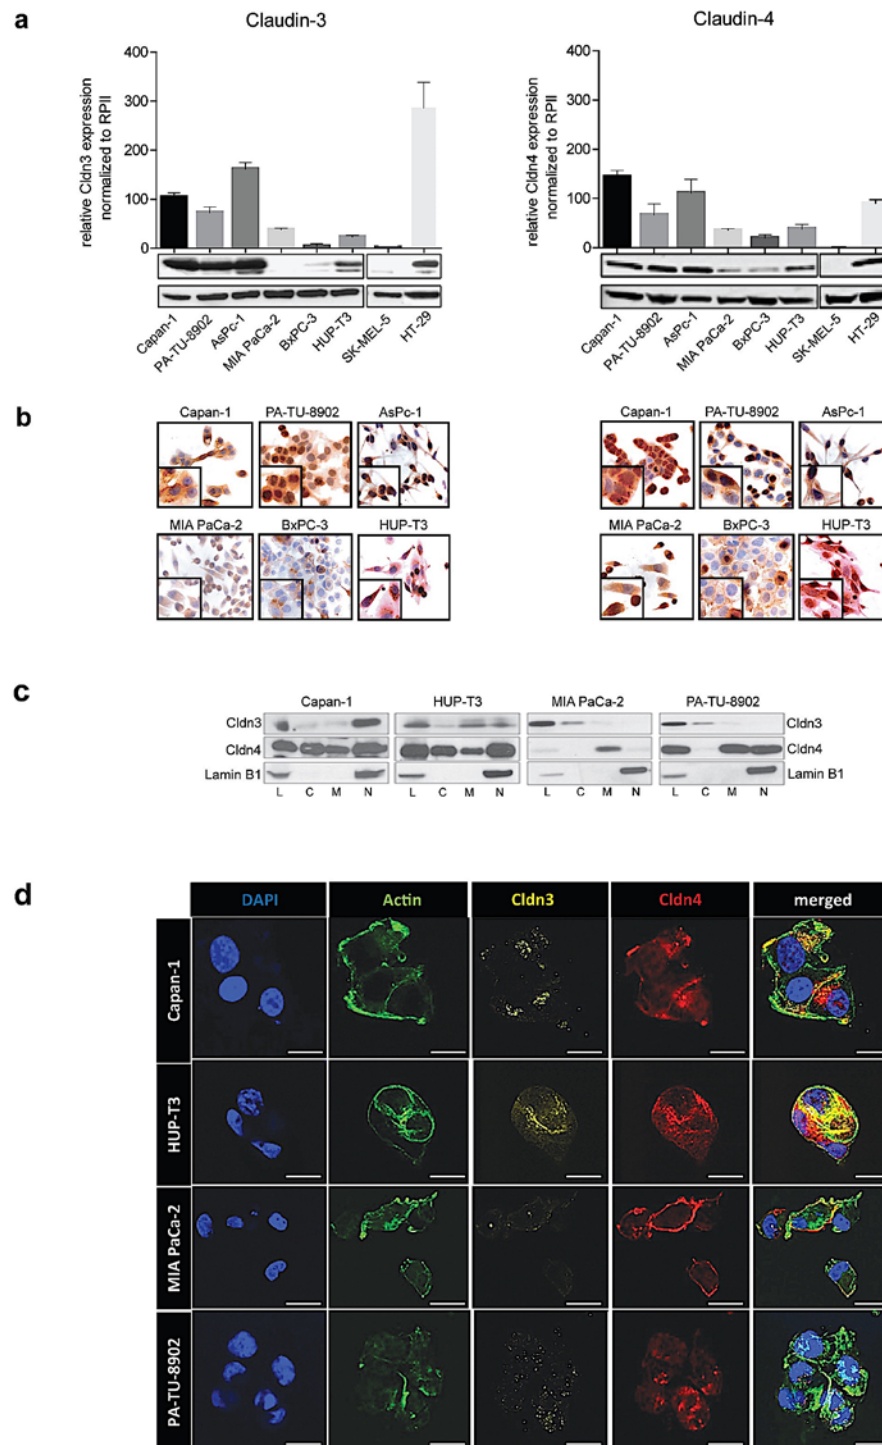 a
Claudin-3
Claudin-4
relative Cldn3 expression
normalized to RPII
400
300
200
100
0
relative Cldn4 expression
normalized to RPII
400
300
200
100
0
Capan-1
PA-TU-8902
AsPc-1
MIA PaCa-2
BxPC-3
HUP-T3
SK-MEL-5
HT-29
Capan-1
PA-TU-8902
AsPc-1
MIA PaCa-2
BxPC-3
HUP-T3
SK-MEL-5
HT-29
b
Capan-1 PA-TU-8902 AsPc-1
MIA PaCa-2 BxPC-3 HUP-T3
Capan-1 PA-TU-8902 AsPc-1
MIA PaCa-2 BxPC-3 HUP-T3
c
Capan-1 HUP-T3 MIA PaCa-2 PA-TU-8902
Cldn3 Cldn3
Cldn4 Cldn4
Lamin B1 Lamin B1
L C M N L C M N L C M N L C M N
d
DAPI Actin Cldn3 Cldn4 merged
Capan-1
HUP-T3
MIA PaCa-2
PA-TU-8902